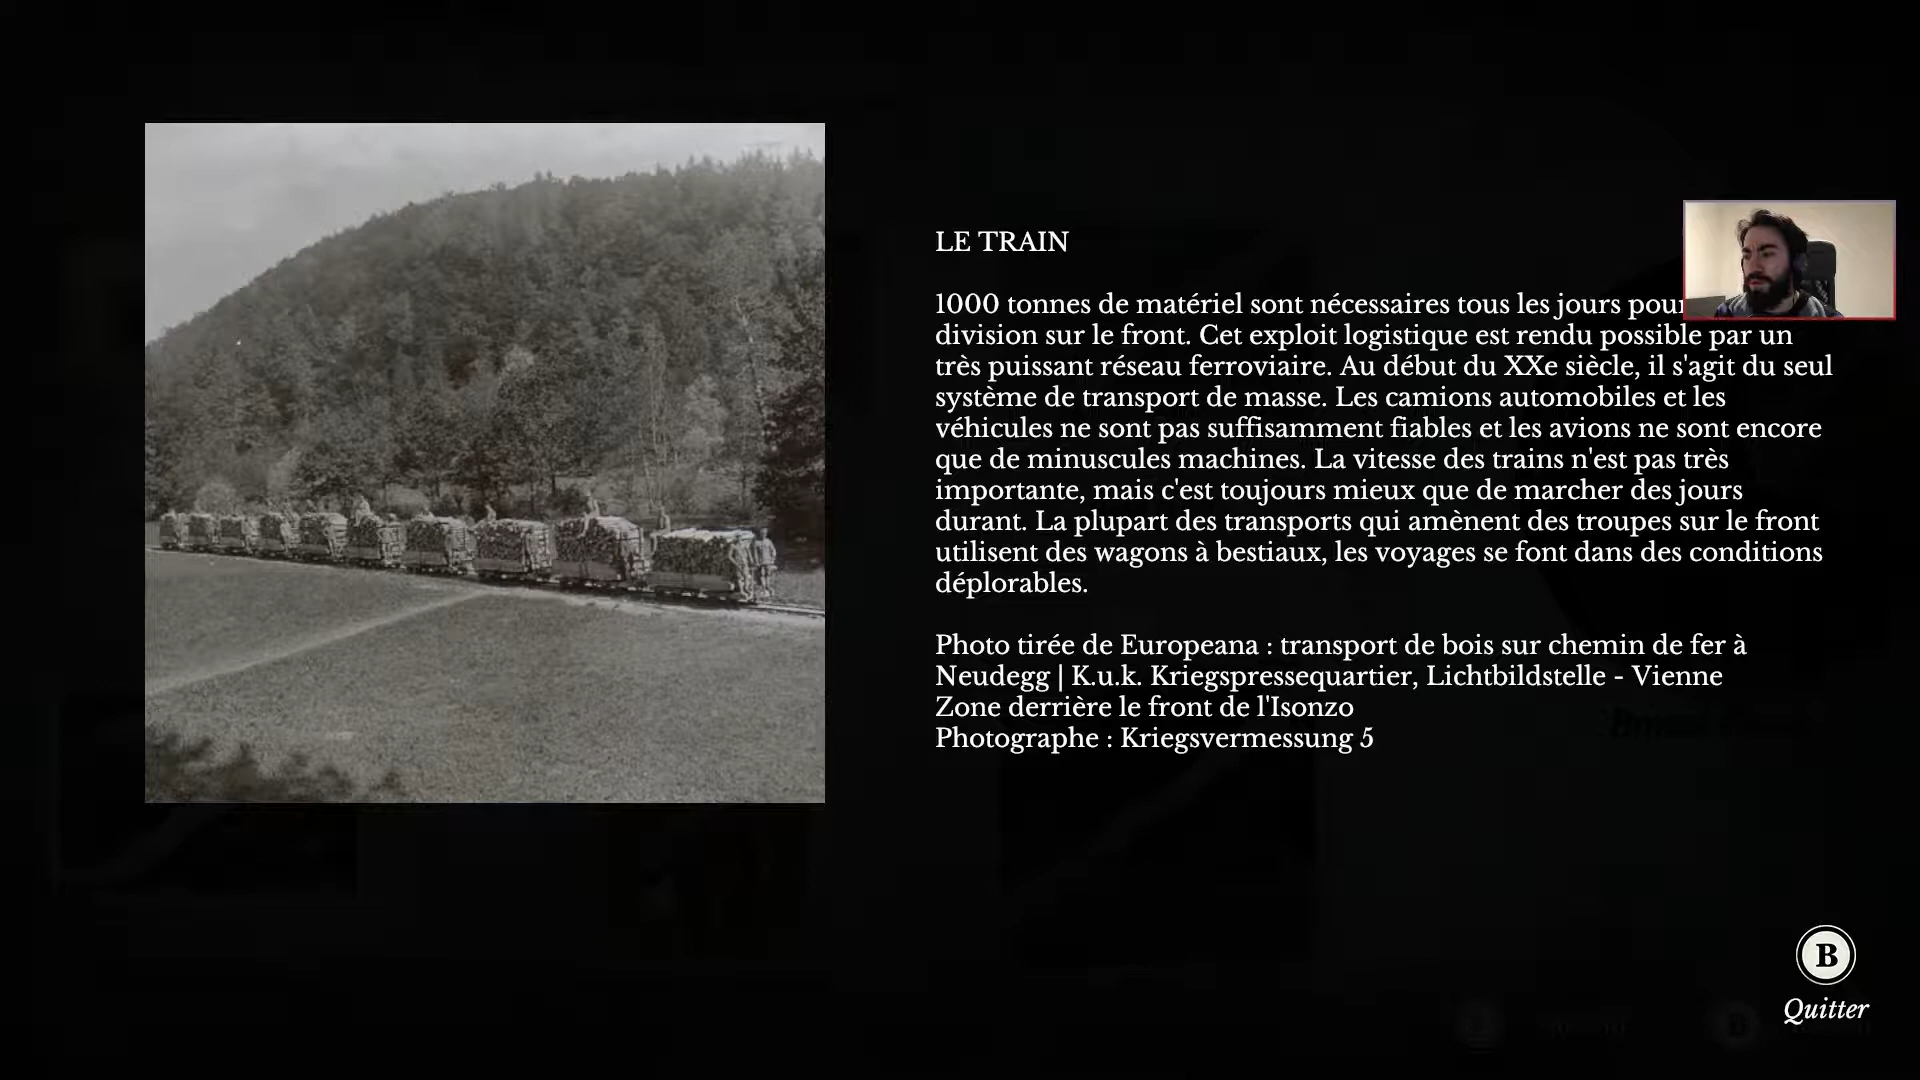 LE TRAIN
1000 tonnes de matériel sont nécessaires tous les jours pour
division sur le front. Cet exploit logistique est rendu possible par un
très puissant réseau ferroviaire. Au début du XXe siècle, il s'agit du seul
système de transport de masse. Les camions automobiles et les
véhicules ne sont pas suffisamment fiables et les avions ne sont encore
que de minuscules machines. La vitesse des trains n'est pas très
importante, mais c'est toujours mieux que de marcher des jours
durant. La plupart des transports qui amènent des troupes sur le front
utilisent des wagons à bestiaux, les voyages se font dans des conditions
déplorables.
Photo tirée de Europeana : transport de bois sur chemin de fer à
Neudegg | K.u.k. Kriegspressequartier, Lichtbildstelle - Vienne
Zone derrière le front de l'Isonzo
Photographe : Kriegsvermessung 5
B
Quitter